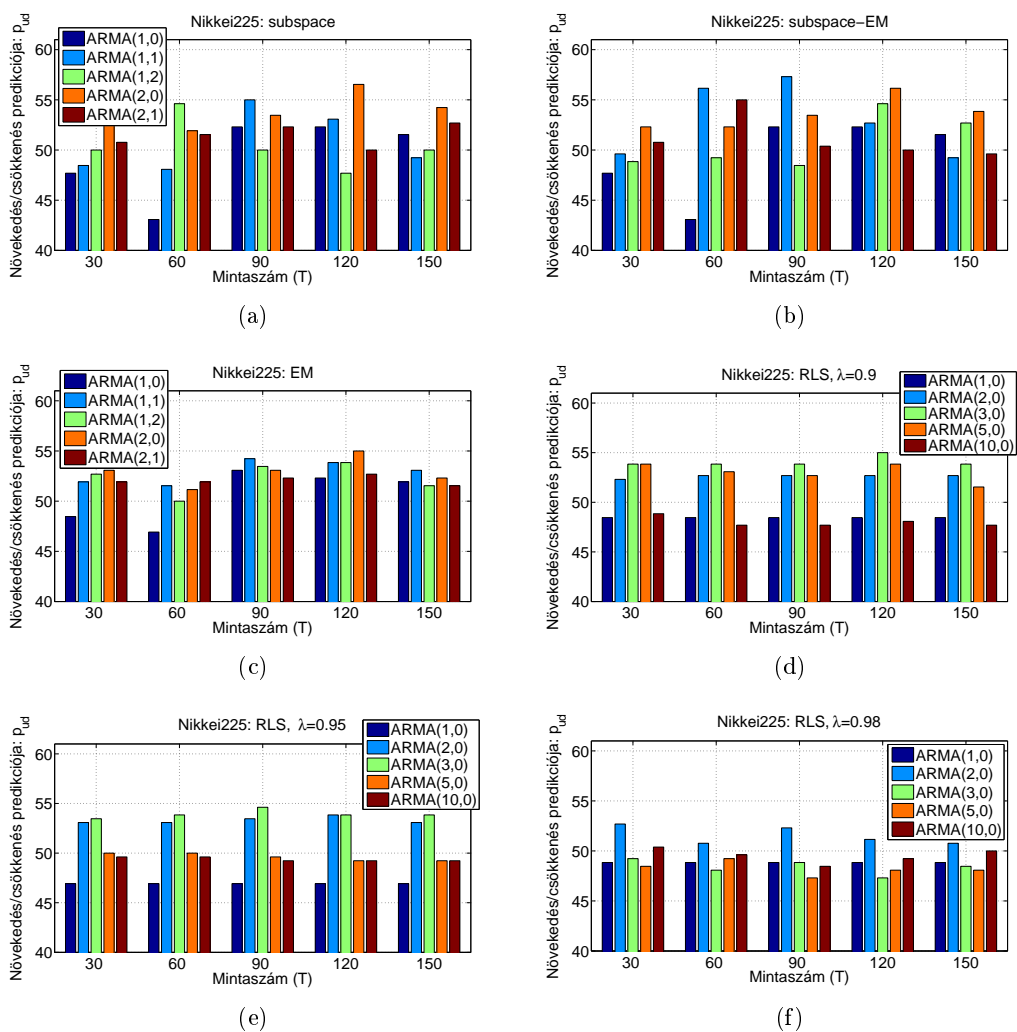 Nikkei225: subspace
Növekedés/csökkenés predikciója: p_ud
60
55
50
45
40
ARMA(1,0)
ARMA(1,1)
ARMA(1,2)
ARMA(2,0)
ARMA(2,1)
30 60 90 120 150
Mintaszám (T)
(a)
Nikkei225: subspace−EM
Növekedés/csökkenés predikciója: p_ud
60
55
50
45
40
30 60 90 120 150
Mintaszám (T)
(b)
Nikkei225: EM
Növekedés/csökkenés predikciója: p_ud
60
55
50
45
40
ARMA(1,0)
ARMA(1,1)
ARMA(1,2)
ARMA(2,0)
ARMA(2,1)
30 60 90 120 150
Mintaszám (T)
(c)
Nikkei225: RLS, λ=0.9
Növekedés/csökkenés predikciója: p_ud
60
55
50
45
40
ARMA(1,0)
ARMA(2,0)
ARMA(3,0)
ARMA(5,0)
ARMA(10,0)
30 60 90 120 150
Mintaszám (T)
(d)
Nikkei225: RLS, λ=0.95
Növekedés/csökkenés predikciója: p_ud
60
55
50
45
40
ARMA(1,0)
ARMA(2,0)
ARMA(3,0)
ARMA(5,0)
ARMA(10,0)
30 60 90 120 150
Mintaszám (T)
(e)
Nikkei225: RLS, λ=0.98
Növekedés/csökkenés predikciója: p_ud
60
55
50
45
40
ARMA(1,0)
ARMA(2,0)
ARMA(3,0)
ARMA(5,0)
ARMA(10,0)
30 60 90 120 150
Mintaszám (T)
(f)